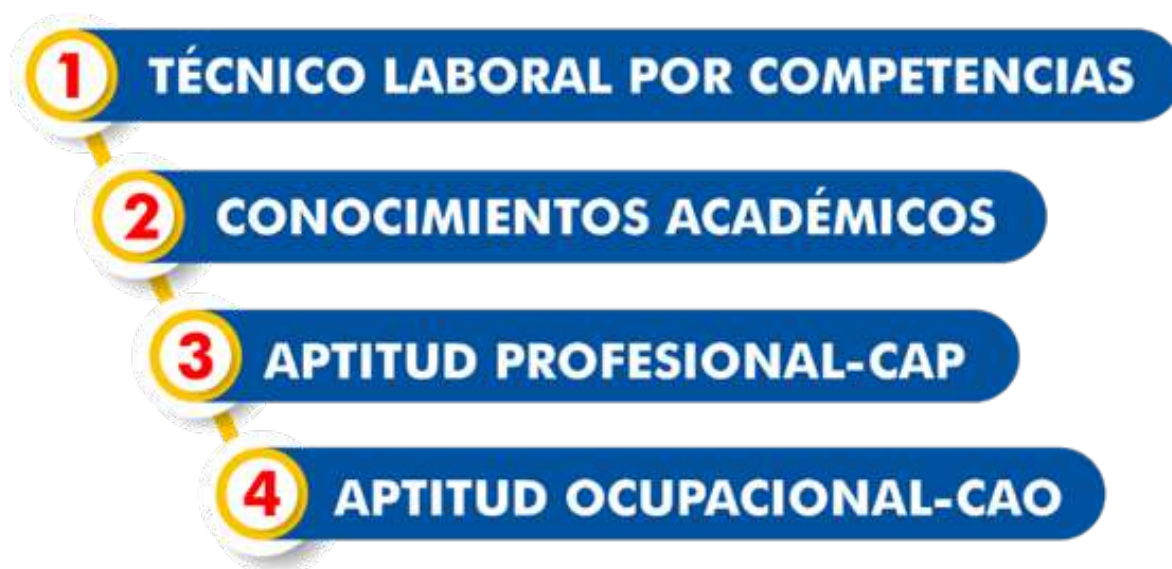 1 TÉCNICO LABORAL POR COMPETENCIAS
2 CONOCIMIENTOS ACADÉMICOS
3 APTITUD PROFESIONAL-CAP
4 APTITUD OCUPACIONAL-CAO